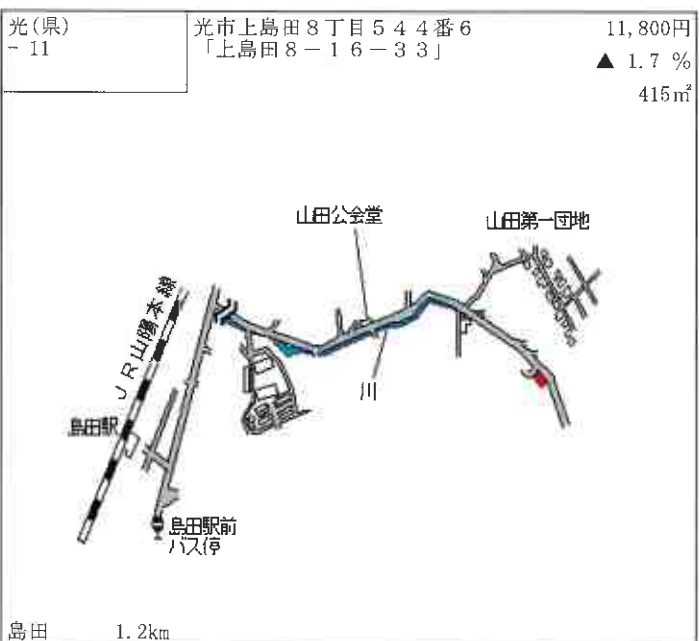 光(県)
- 11
光市上島田８丁目５４４番６
「上島田８－１６－３３」
11,800円
▲ 1.7 %
415㎡
山田公会堂
山田第一団地
ＪＲ山陽本線
川
島田駅
島田駅前
バス停
島田 1.2km